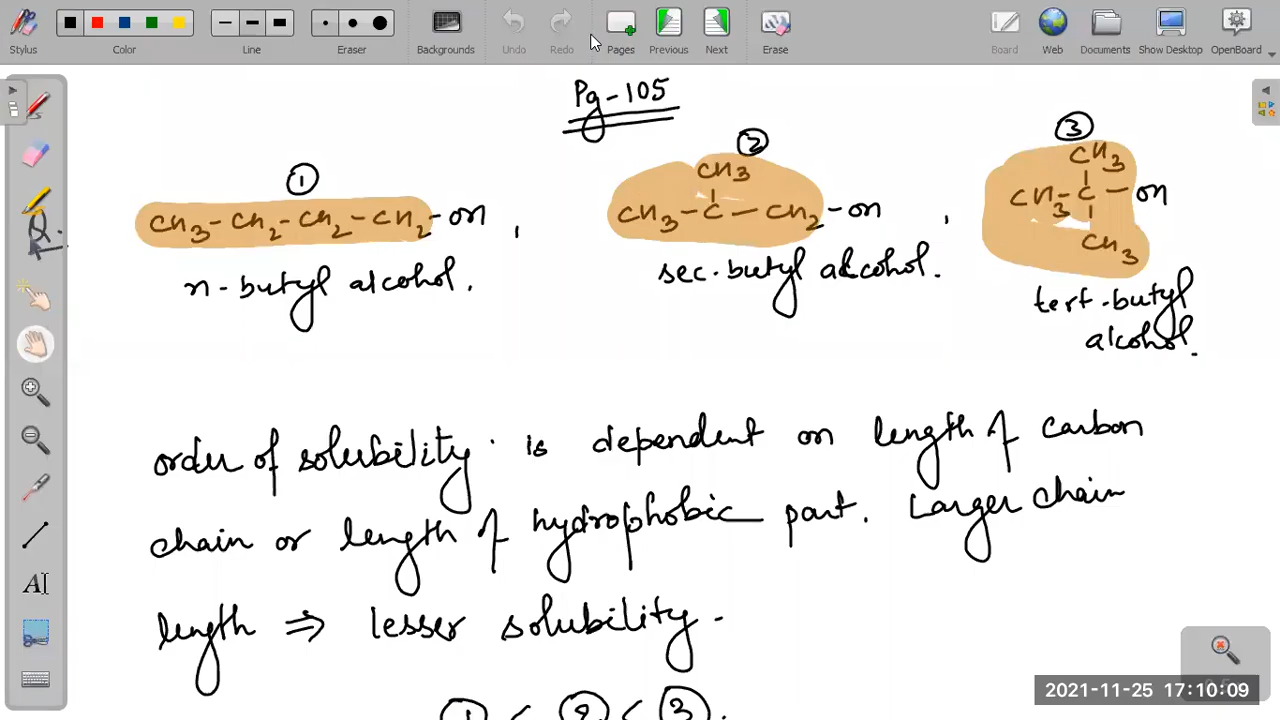 Stylus Color Line Eraser Backgrounds Undo Redo Pages Previous Next Erase Board Web Documents Show Desktop OpenBoard
Pg-105
① ② ③
CH3-CH2-CH2-CH2-OH ,
n-butyl alcohol.
CH3
CH3-C-CH2-OH ,
sec.butyl alcohol.
CH3
CH3-C-OH
CH3
tert-butyl
alcohol.
order of solubility is dependent on length of carbon
chain or length of hydrophobic part. Larger chain
length ⇒ lesser solubility.
① < ② < ③.
Q.
2021-11-25 17:10:09